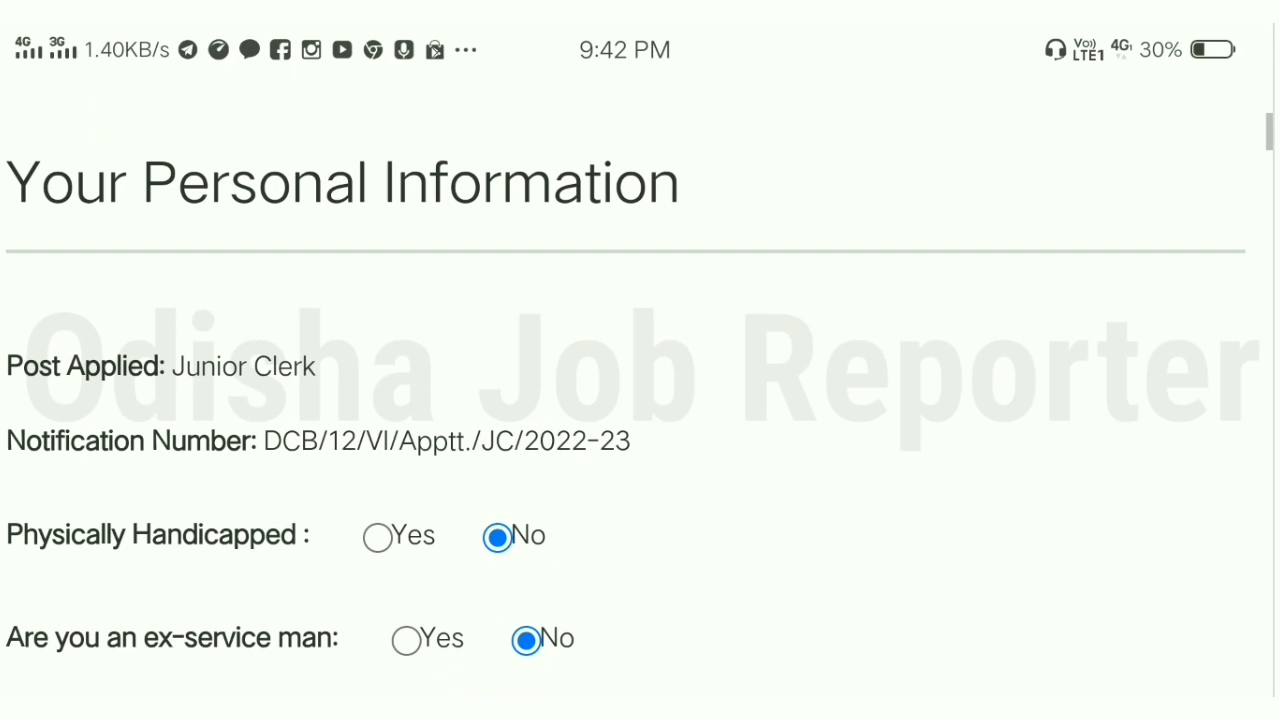 4G 3G 1.40KB/s 9:42 PM Vo)) LTE1 4G 30%
Your Personal Information
Odisha Job Reporter
Post Applied: Junior Clerk
Notification Number: DCB/12/VI/Apptt./JC/2022-23
Physically Handicapped : Yes No
Are you an ex-service man: Yes No